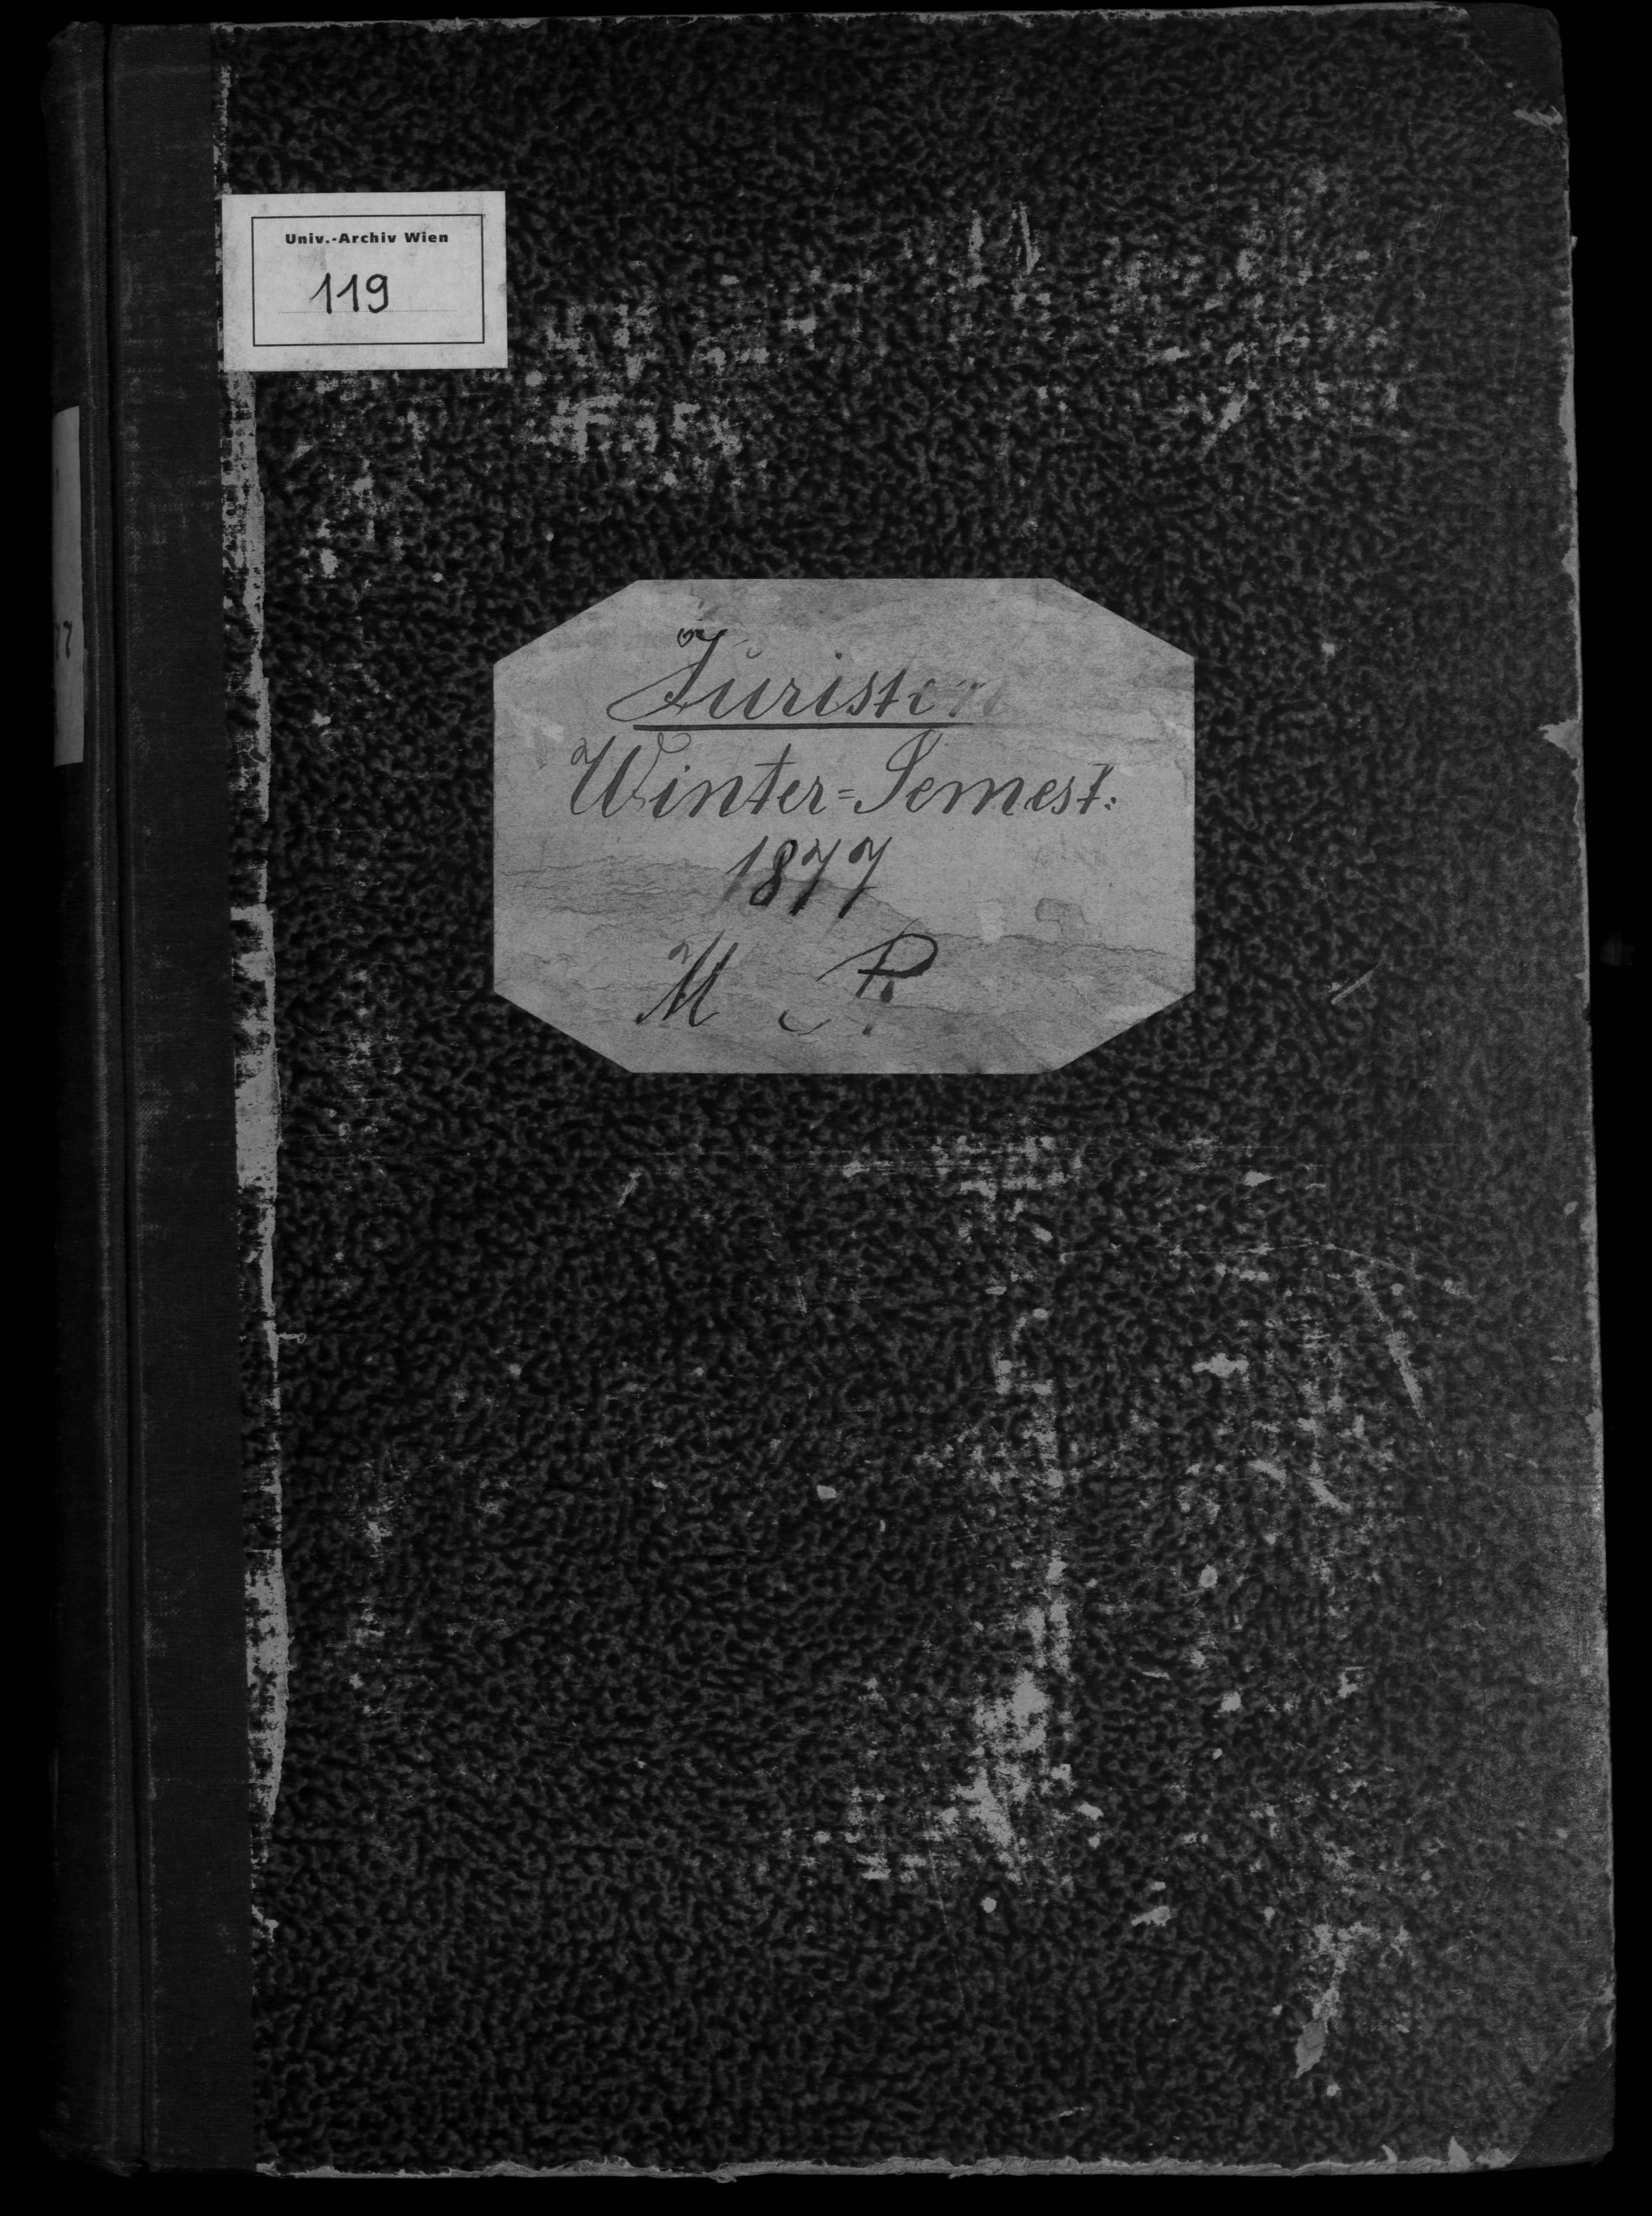 Univ.-Archiv Wien
119
Juristen
Winter=Semest:
1877
M R